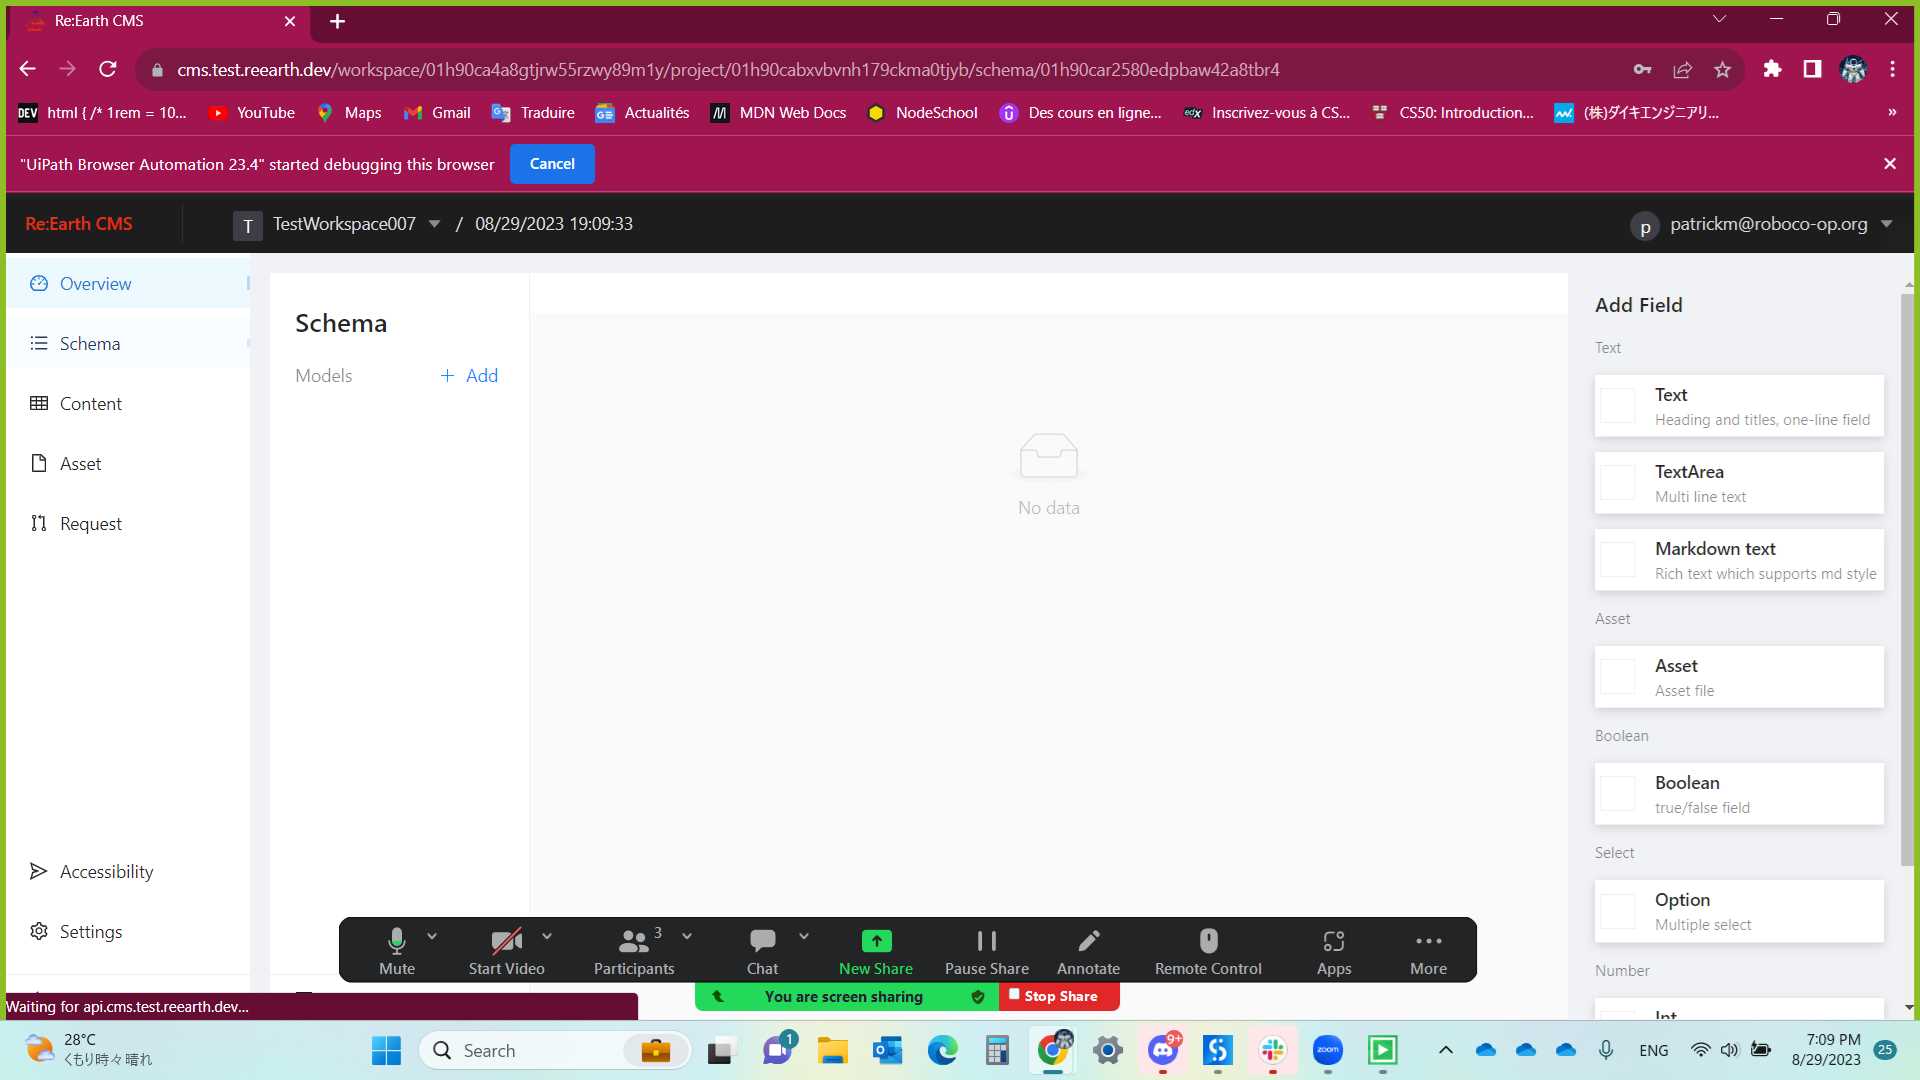 Re:Earth CMS
cms.test.reearth.dev/workspace/01h90ca4a8gtjrw55rzwy89m1y/project/01h90cabxvbvnh179ckma0tjyb/schema/01h90car2580edpbaw42a8tbr4
DEV html { /* 1rem = 10... YouTube Maps Gmail Traduire Actualités MDN Web Docs NodeSchool Des cours en ligne... edX Inscrivez-vous à CS... CS50: Introduction... (株)ダイキエンジニアリ... »
"UiPath Browser Automation 23.4" started debugging this browser Cancel
Re:Earth CMS T TestWorkspace007 / 08/29/2023 19:09:33 p patrickm@roboco-op.org
Overview
Schema
Content
Asset
Request
Accessibility
Settings
Schema
Models + Add
No data
Add Field
Text
Text
Heading and titles, one-line field
TextArea
Multi line text
Markdown text
Rich text which supports md style
Asset
Asset
Asset file
Boolean
Boolean
true/false field
Select
Option
Multiple select
Number
Int
3
Mute Start Video Participants Chat New Share Pause Share Annotate Remote Control Apps More
You are screen sharing Stop Share
Waiting for api.cms.test.reearth.dev...
28°C
くもり時々晴れ
Search
1
9+
zoom
ENG
7:09 PM
8/29/2023
25